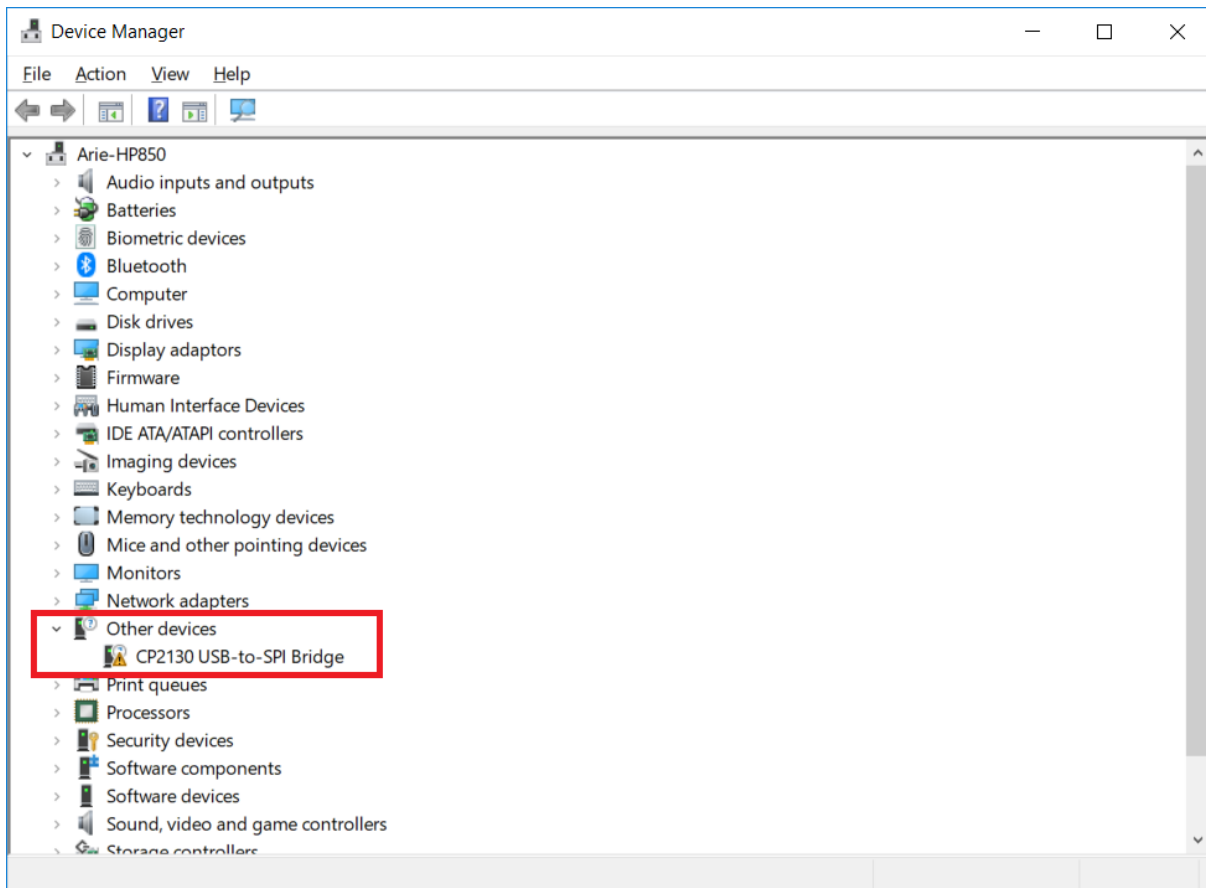 Device Manager
File Action View Help
Arie-HP850
Audio inputs and outputs
Batteries
Biometric devices
Bluetooth
Computer
Disk drives
Display adaptors
Firmware
Human Interface Devices
IDE ATA/ATAPI controllers
Imaging devices
Keyboards
Memory technology devices
Mice and other pointing devices
Monitors
Network adapters
Other devices
CP2130 USB-to-SPI Bridge
Print queues
Processors
Security devices
Software components
Software devices
Sound, video and game controllers
Storage controllers